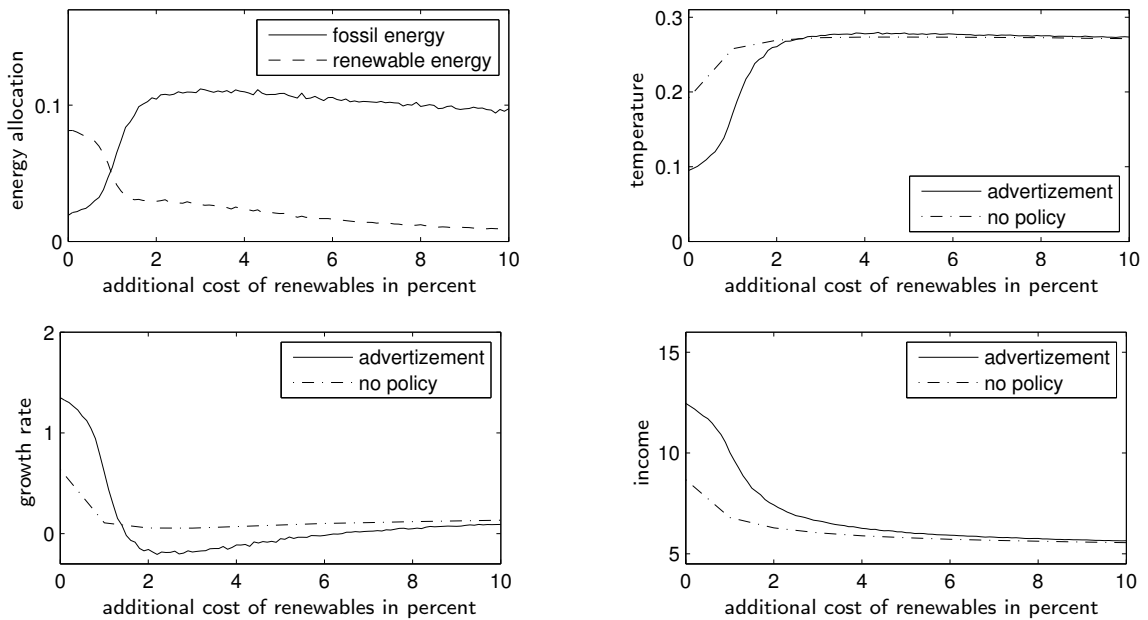 fossil energy
renewable energy
0.1
0
0 2 4 6 8 10
energy allocation
additional cost of renewables in percent
0.3
0.2
0.1
0
0 2 4 6 8 10
temperature
advertizement
no policy
additional cost of renewables in percent
2
1
0
0 2 4 6 8 10
growth rate
advertizement
no policy
additional cost of renewables in percent
15
10
5
0 2 4 6 8 10
income
advertizement
no policy
additional cost of renewables in percent